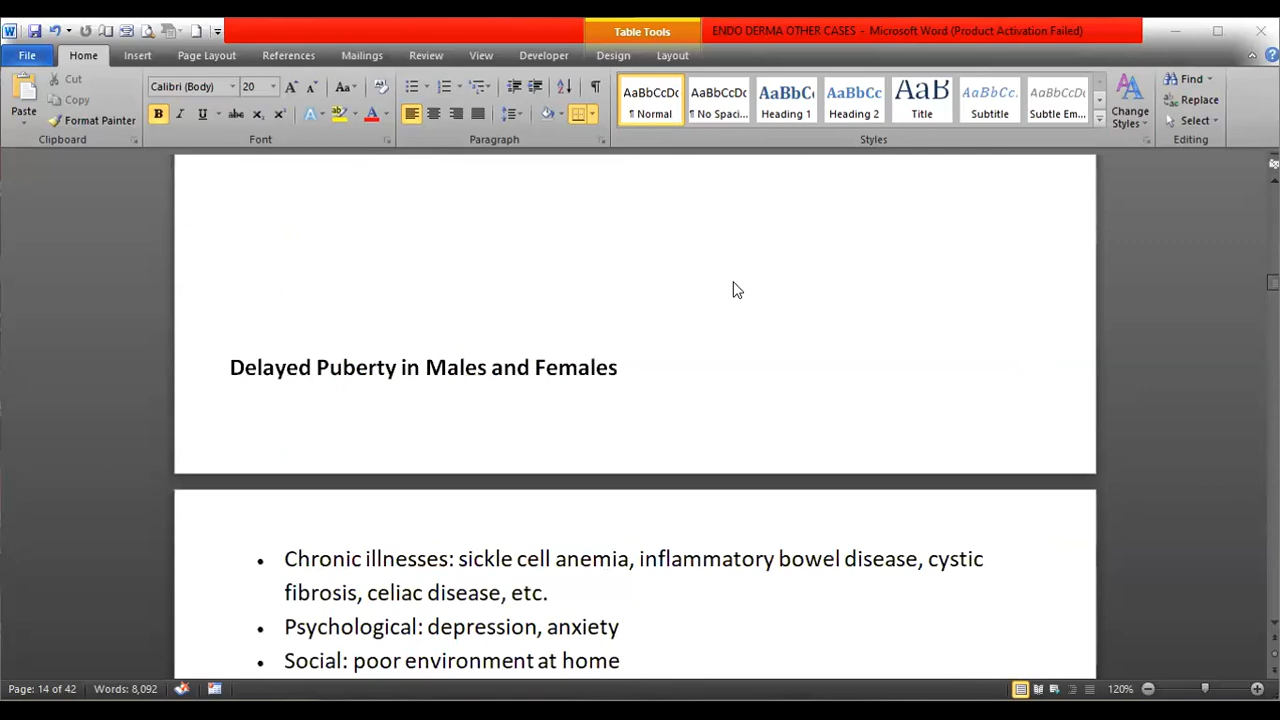 Table Tools
ENDO DERMA OTHER CASES - Microsoft Word (Product Activation Failed)
File Home Insert Page Layout References Mailings Review View Developer Design Layout
Paste
Cut
Copy
Format Painter
Clipboard
Calibri (Body) 20
Font
Paragraph
AaBbCcDc AaBbCcDc AaBbC AaBbCc AaB AaBbCc. AaBbCcDc
¶ Normal ¶ No Spaci... Heading 1 Heading 2 Title Subtitle Subtle Em...
Change
Styles
Styles
Find
Replace
Select
Editing
Delayed Puberty in Males and Females
• Chronic illnesses: sickle cell anemia, inflammatory bowel disease, cystic
fibrosis, celiac disease, etc.
• Psychological: depression, anxiety
• Social: poor environment at home
Page: 14 of 42 Words: 8,092 120%